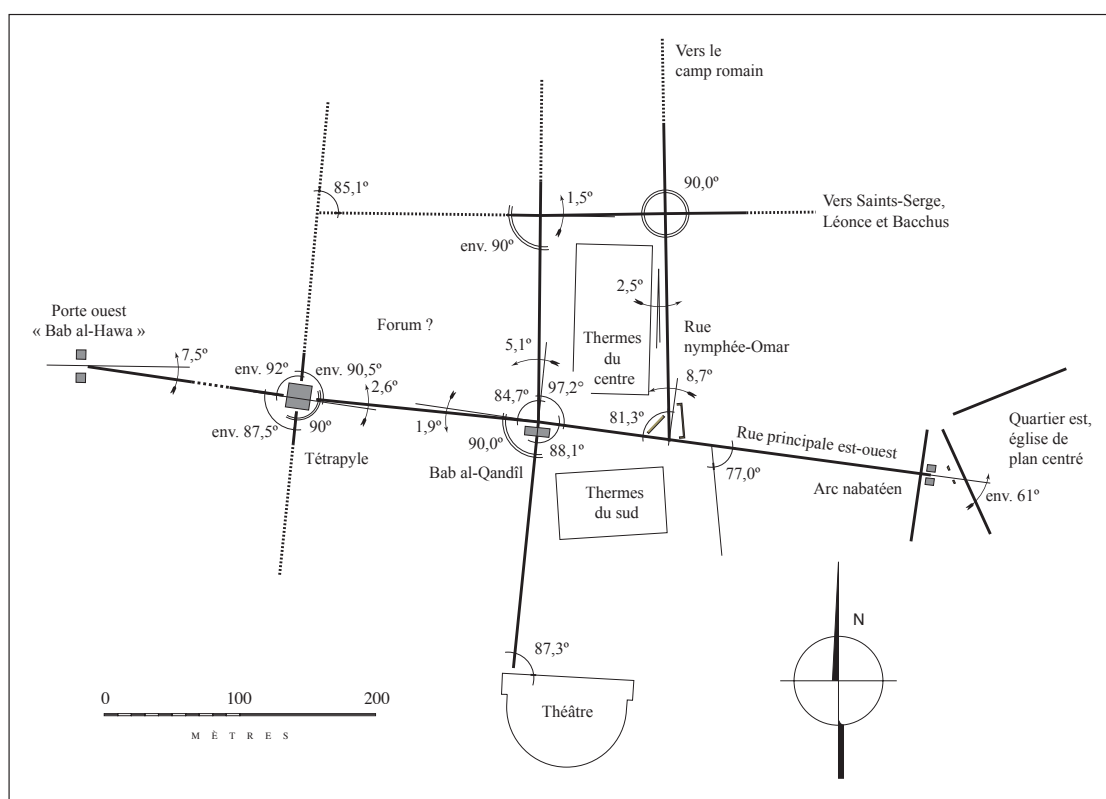 Vers le
camp romain
85,1º
1,5º
90,0º
Vers Saints-Serge,
Léonce et Bacchus
env. 90º
2,5º
Porte ouest
« Bab al-Hawa »
7,5º
Forum ?
Thermes
du
centre
Rue
nymphée-Omar
5,1º
8,7º
env. 92º
env. 90,5º
2,6º
84,7º
97,2º
81,3º
1,9º
env. 87,5º
90º
90,0º
88,1º
Tétrapyle
Bab al-Qandîl
Rue principale est-ouest
77,0º
Quartier est,
église de
plan centré
Arc nabatéen
env. 61º
Thermes
du sud
87,3º
Théâtre
N
0 100 200
MÈTRES